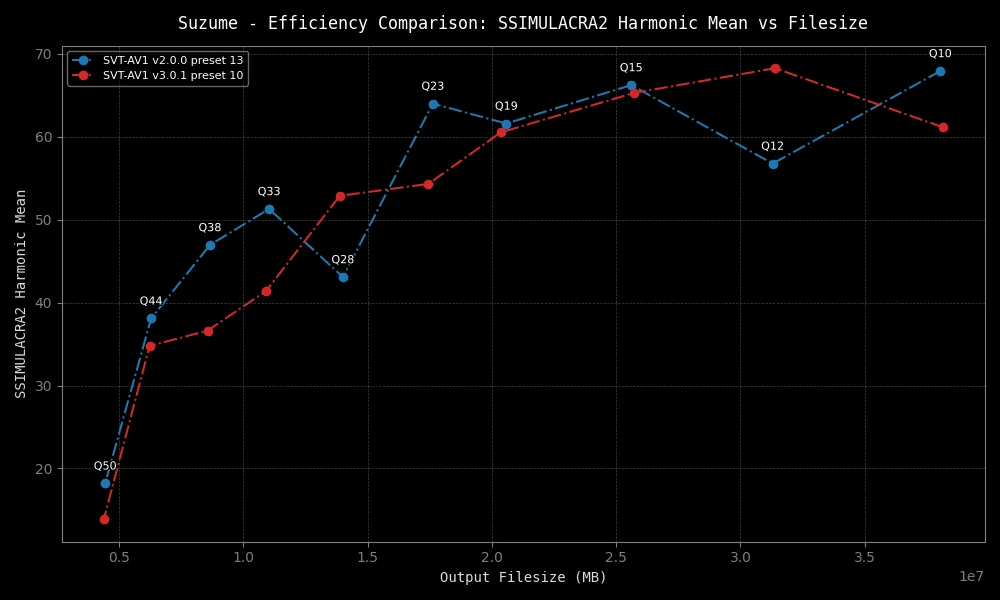 Suzume - Efficiency Comparison: SSIMULACRA2 Harmonic Mean vs Filesize
SVT-AV1 v2.0.0 preset 13
SVT-AV1 v3.0.1 preset 10
SSIMULACRA2 Harmonic Mean
70
60
50
40
30
20
Q50
Q44
Q38
Q33
Q28
Q23
Q19
Q15
Q12
Q10
0.5 1.0 1.5 2.0 2.5 3.0 3.5
1e7
Output Filesize (MB)